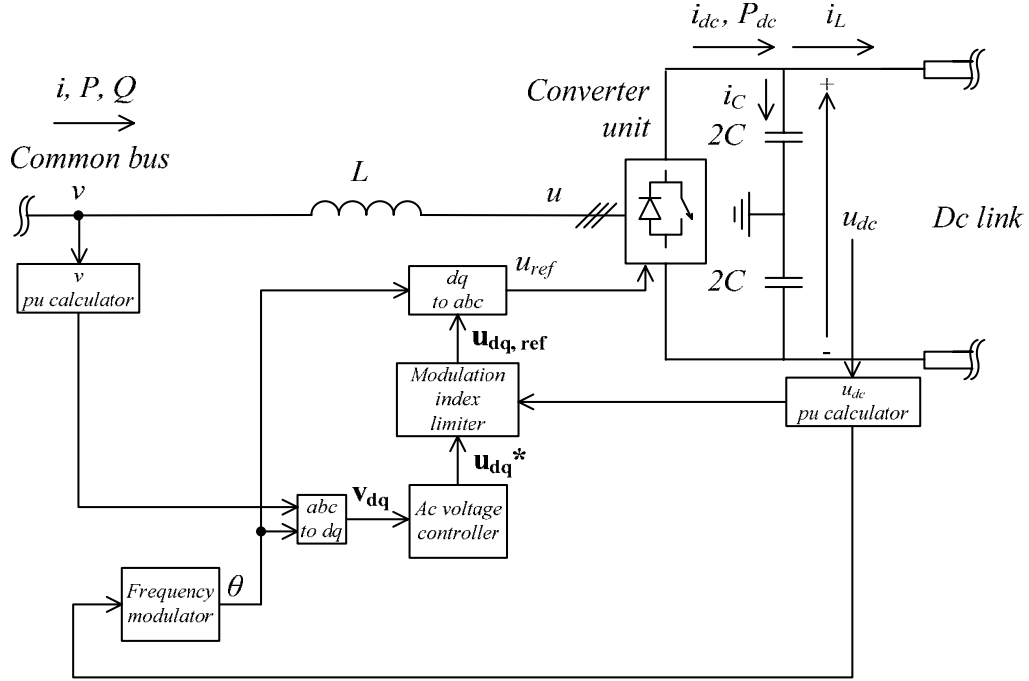 i_dc, P_dc
i_L
i, P, Q
Converter
unit
i_C
2C
+
Common bus
v
L
u
u_dc
Dc link
v
pu calculator
dq
to abc
u_ref
2C
u_dq, ref
-
Modulation
index
limiter
u_dc
pu calculator
u_dq*
abc
to dq
v_dq
Ac voltage
controller
Frequency
modulator
θ